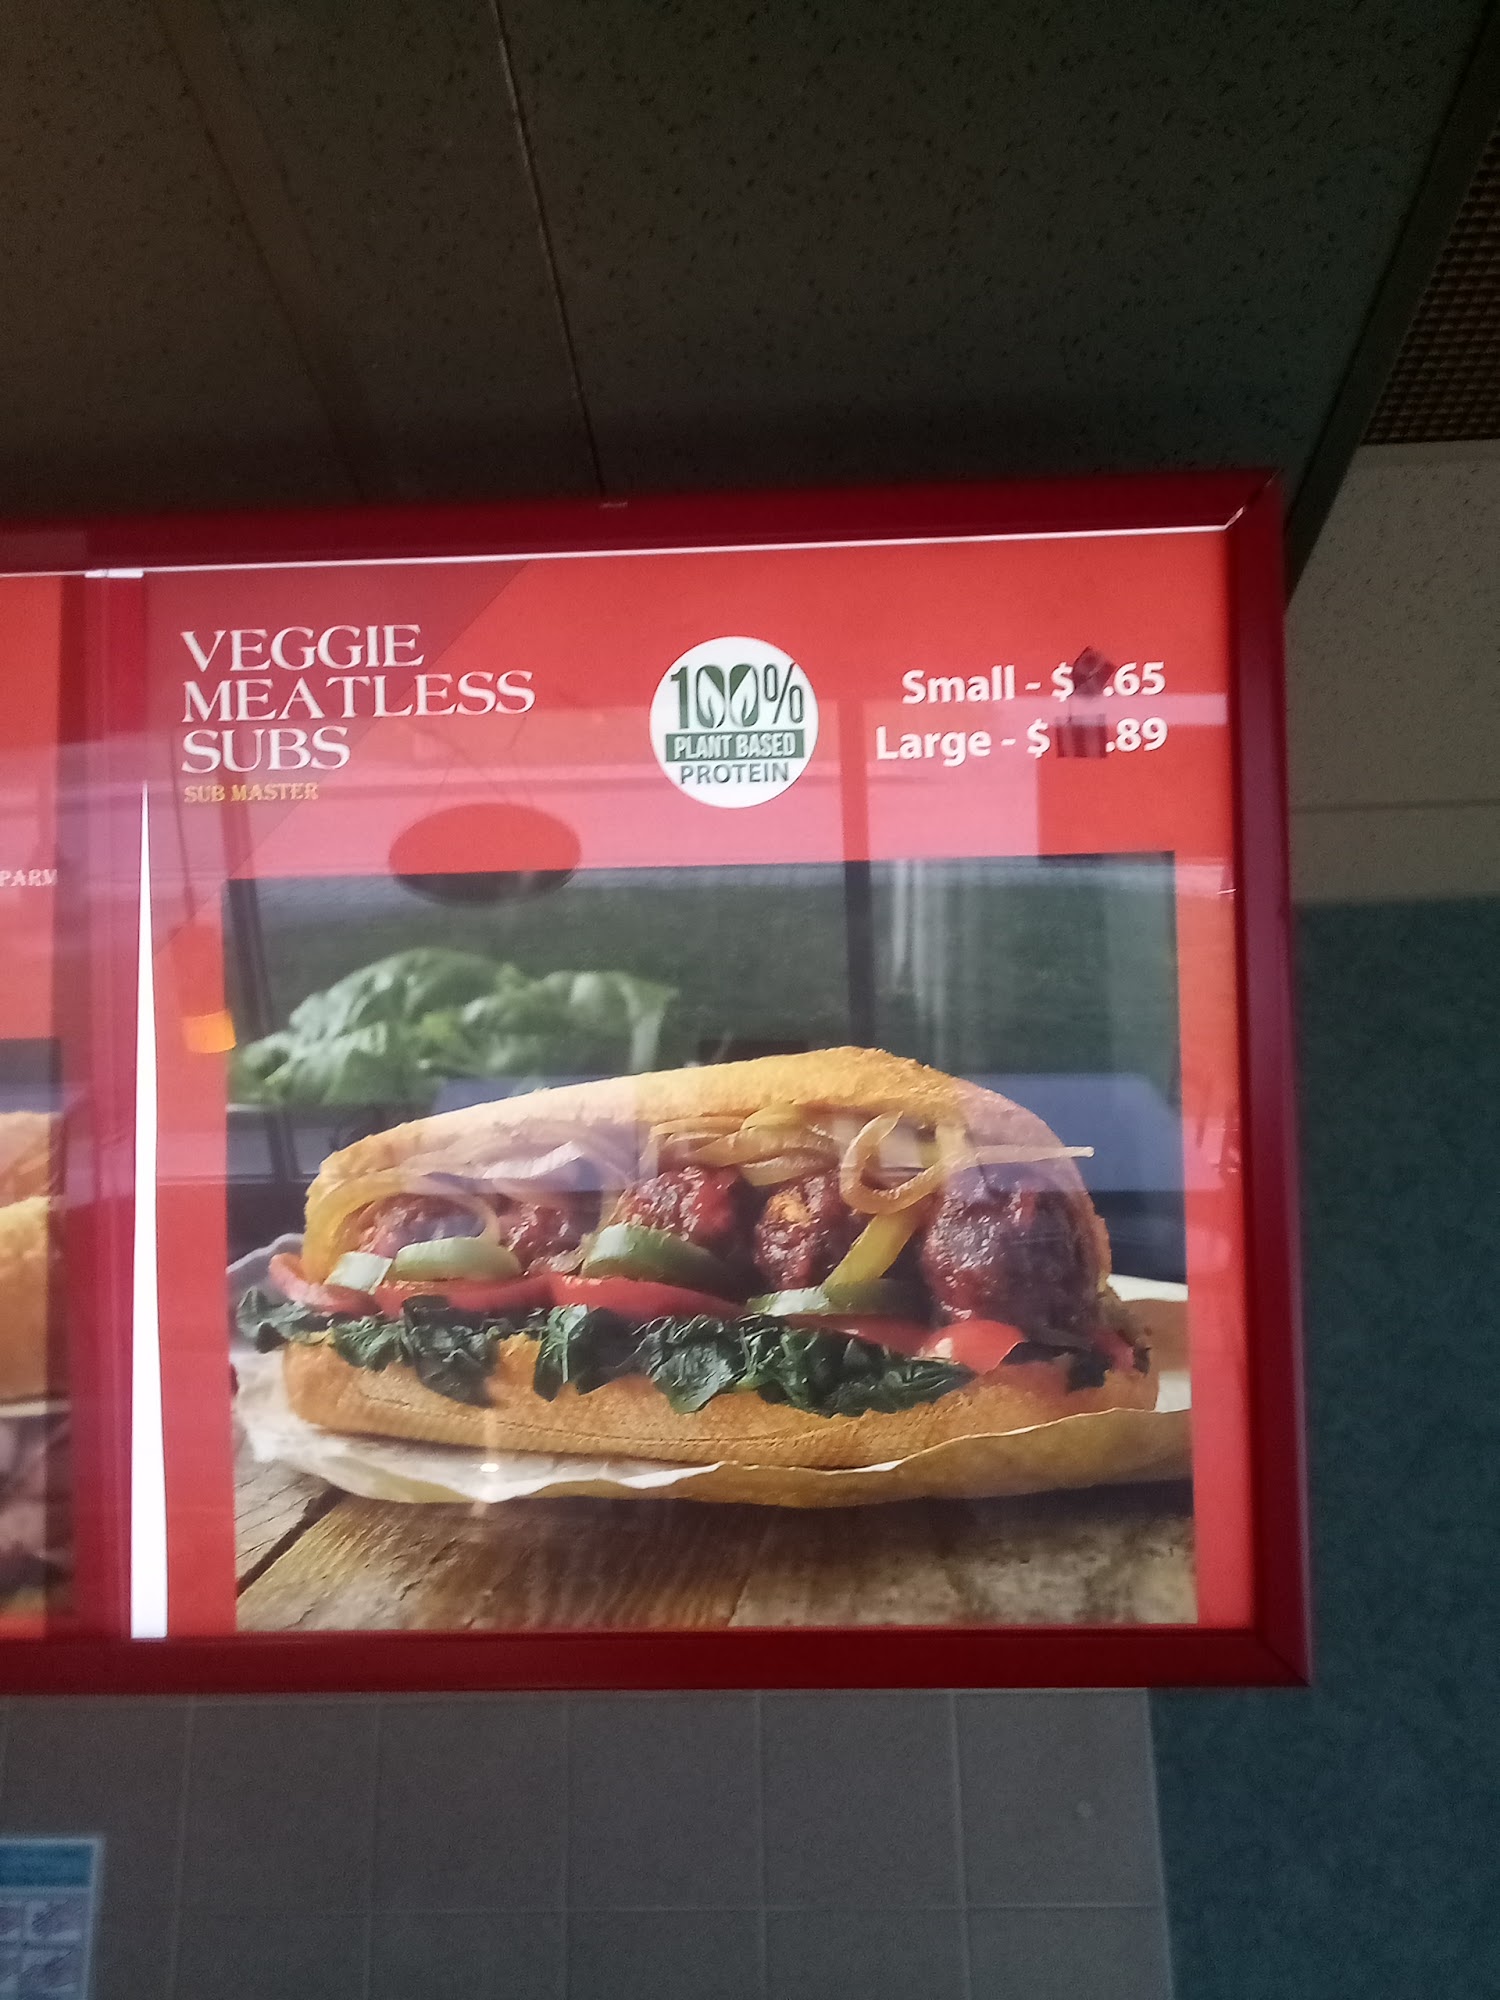 VEGGIE
MEATLESS
SUBS
SUB MASTER
100%
PLANT BASED
PROTEIN
Small - $ .65
Large - $ .89
PARM